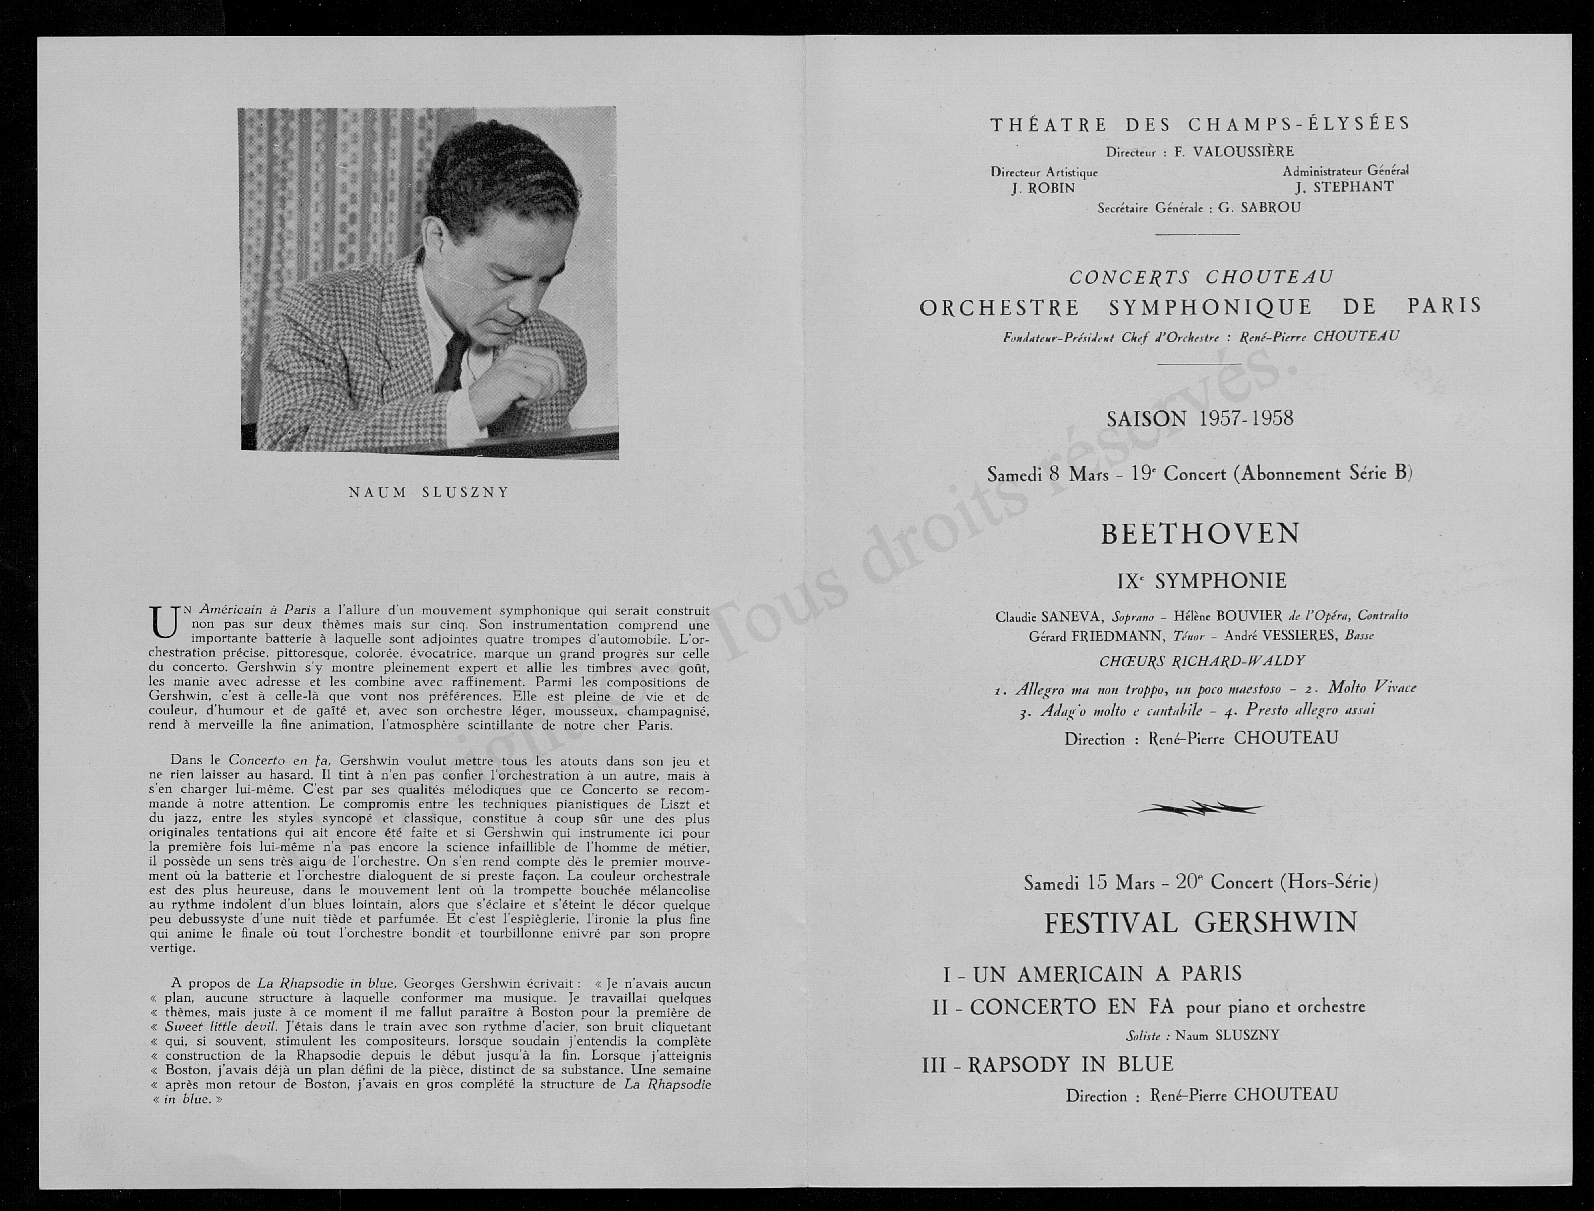 NAUM SLUSZNY
UN Américain à Paris a l'allure d'un mouvement symphonique qui serait construit
non pas sur deux thèmes mais sur cinq. Son instrumentation comprend une
importante batterie à laquelle sont adjointes quatre trompes d'automobile. L'or-
chestration précise, pittoresque, colorée, évocatrice, marque un grand progrès sur celle
du concerto. Gershwin s'y montre pleinement expert et allie les timbres avec goût,
les manie avec adresse et les combine avec raffinement. Parmi les compositions de
Gershwin, c'est à celle-là que vont nos préférences. Elle est pleine de vie et de
couleur, d'humour et de gaîté et, avec son orchestre léger, mousseux, champagnisé,
rend à merveille la fine animation, l'atmosphère scintillante de notre cher Paris.
Dans le Concerto en fa, Gershwin voulut mettre tous les atouts dans son jeu et
ne rien laisser au hasard. Il tint à n'en pas confier l'orchestration à un autre, mais à
s'en charger lui-même. C'est par ses qualités mélodiques que ce Concerto se recom-
mande à notre attention. Le compromis entre les techniques pianistiques de Liszt et
du jazz, entre les styles syncopé et classique, constitue à coup sûr une des plus
originales tentations qui ait encore été faite et si Gershwin qui instrumente ici pour
la première fois lui-même n'a pas encore la science infaillible de l'homme de métier,
il possède un sens très aigu de l'orchestre. On s'en rend compte dès le premier mouve-
ment où la batterie et l'orchestre dialoguent de si preste façon. La couleur orchestrale
est des plus heureuse, dans le mouvement lent où la trompette bouchée mélancolise
au rythme indolent d'un blues lointain, alors que s'éclaire et s'éteint le décor quelque
peu debussyste d'une nuit tiède et parfumée. Et c'est l'espièglerie, l'ironie la plus fine
qui anime le finale où tout l'orchestre bondit et tourbillonne enivré par son propre
vertige.
A propos de La Rhapsodie in blue, Georges Gershwin écrivait : « Je n'avais aucun
« plan, aucune structure à laquelle conformer ma musique. Je travaillai quelques
« thèmes, mais juste à ce moment il me fallut paraître à Boston pour la première de
« Sweet little devil. J'étais dans le train avec son rythme d'acier, son bruit cliquetant
« qui, si souvent, stimulent les compositeurs, lorsque soudain j'entendis la complète
« construction de la Rhapsodie depuis le début jusqu'à la fin. Lorsque j'atteignis
« Boston, j'avais déjà un plan défini de la pièce, distinct de sa substance. Une semaine
« après mon retour de Boston, j'avais en gros complété la structure de La Rhapsodie
« in blue. »
THÉATRE DES CHAMPS-ÉLYSÉES
Directeur : F. VALOUSSIÈRE
Directeur Artistique Administrateur Général
J. ROBIN J. STEPHANT
Secrétaire Générale : G. SABROU
CONCERTS CHOUTEAU
ORCHESTRE SYMPHONIQUE DE PARIS
Fondateur-Président Chef d'Orchestre : René-Pierre CHOUTEAU
SAISON 1957-1958
Samedi 8 Mars - 19e Concert (Abonnement Série B)
BEETHOVEN
IXe SYMPHONIE
Claudie SANEVA, Soprano - Hélène BOUVIER de l'Opéra, Contralto
Gérard FRIEDMANN, Ténor - André VESSIERES, Basse
CHŒURS RICHARD-WALDY
1. Allegro ma non troppo, un poco maestoso - 2. Molto Vivace
3. Adag'o molto e cantabile - 4. Presto allegro assai
Direction : René-Pierre CHOUTEAU
Samedi 15 Mars - 20e Concert (Hors-Série)
FESTIVAL GERSHWIN
I - UN AMERICAIN A PARIS
II - CONCERTO EN FA pour piano et orchestre
Soliste : Naum SLUSZNY
III - RAPSODY IN BLUE
Direction : René-Pierre CHOUTEAU
Tous droits réservés.